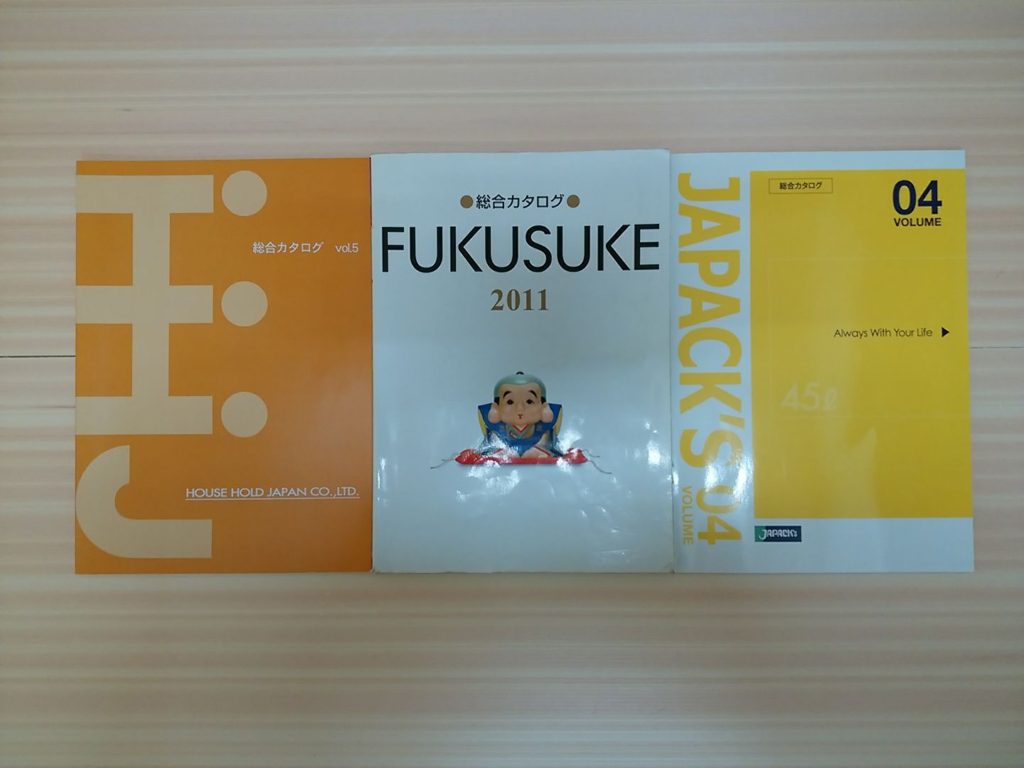 総合カタログ vol.5
HOUSE HOLD JAPAN CO.,LTD.
●総合カタログ●
FUKUSUKE
2011
JAPACK'S 04
VOLUME
総合カタログ
04
VOLUME
Always With Your Life ▶
45ℓ
JAPACK's